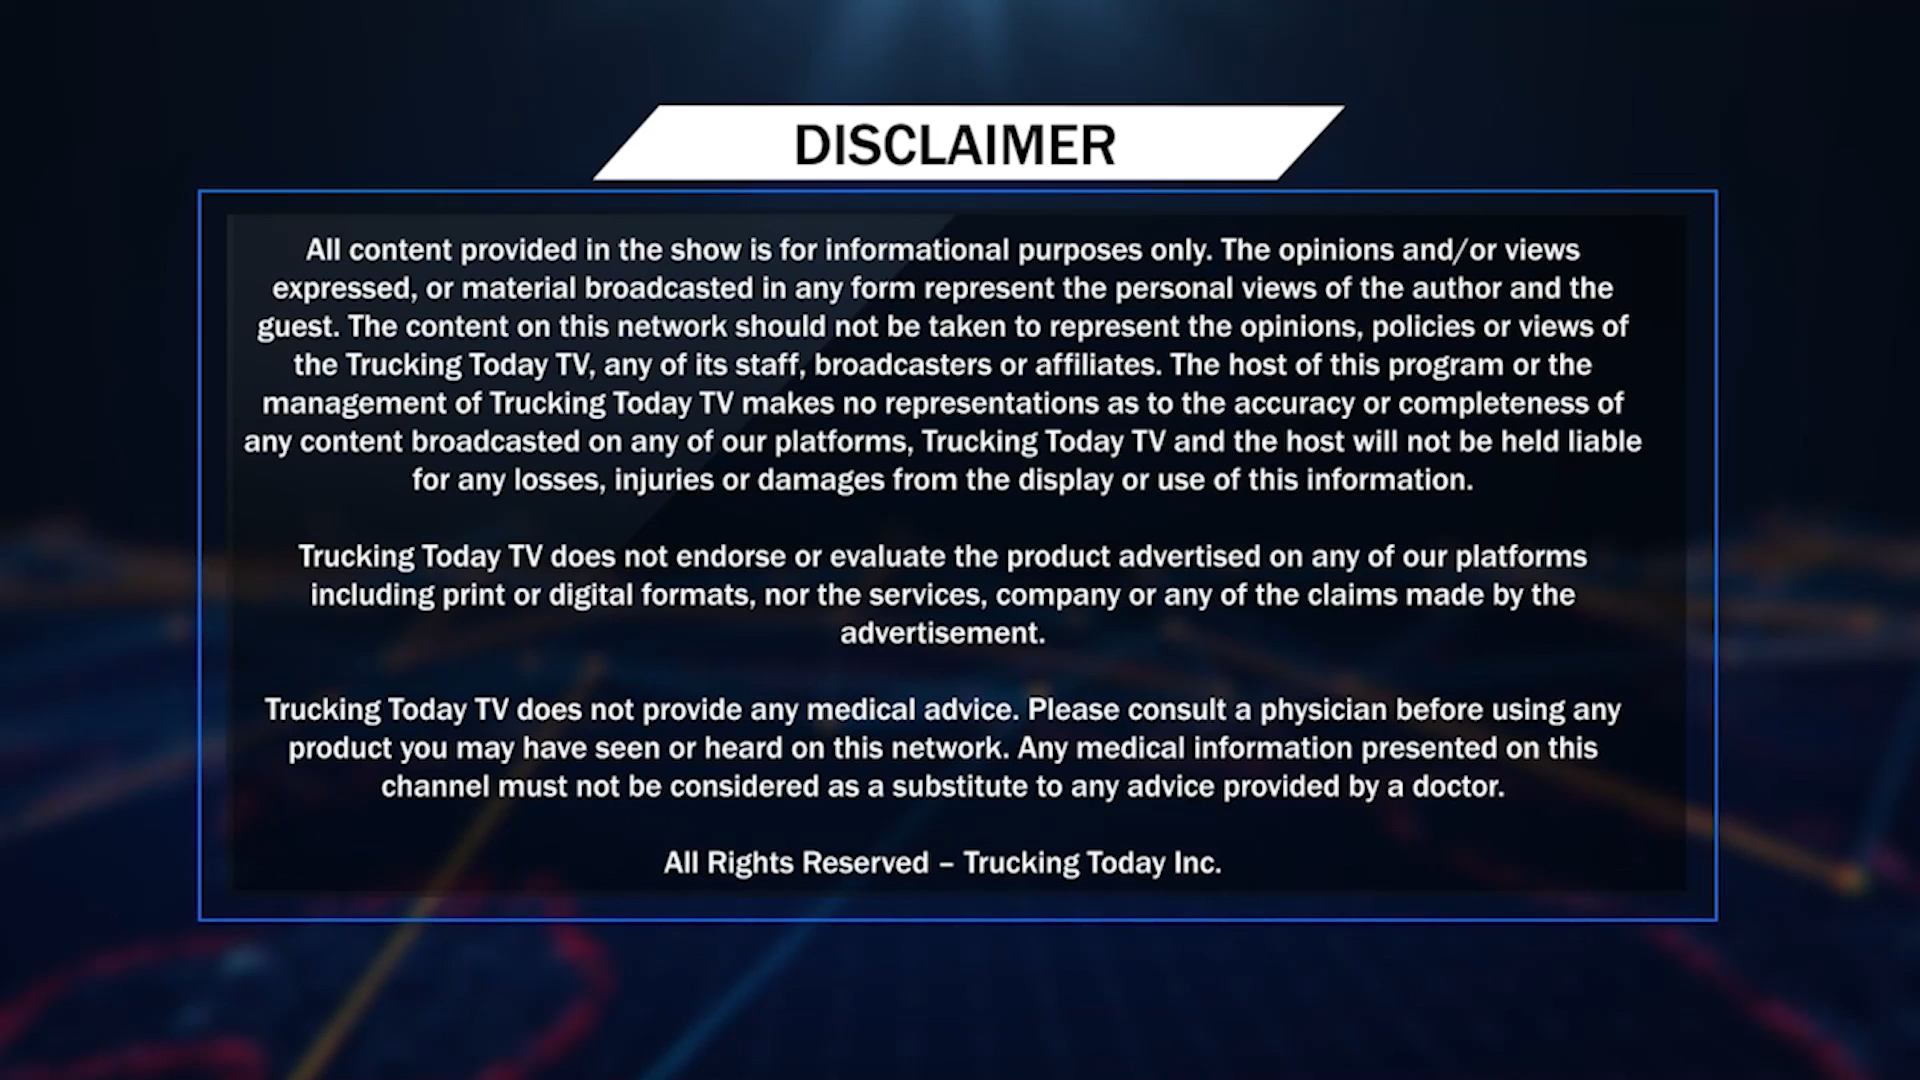 DISCLAIMER
All content provided in the show is for informational purposes only. The opinions and/or views
expressed, or material broadcasted in any form represent the personal views of the author and the
guest. The content on this network should not be taken to represent the opinions, policies or views of
the Trucking Today TV, any of its staff, broadcasters or affiliates. The host of this program or the
management of Trucking Today TV makes no representations as to the accuracy or completeness of
any content broadcasted on any of our platforms, Trucking Today TV and the host will not be held liable
for any losses, injuries or damages from the display or use of this information.
Trucking Today TV does not endorse or evaluate the product advertised on any of our platforms
including print or digital formats, nor the services, company or any of the claims made by the
advertisement.
Trucking Today TV does not provide any medical advice. Please consult a physician before using any
product you may have seen or heard on this network. Any medical information presented on this
channel must not be considered as a substitute to any advice provided by a doctor.
All Rights Reserved – Trucking Today Inc.